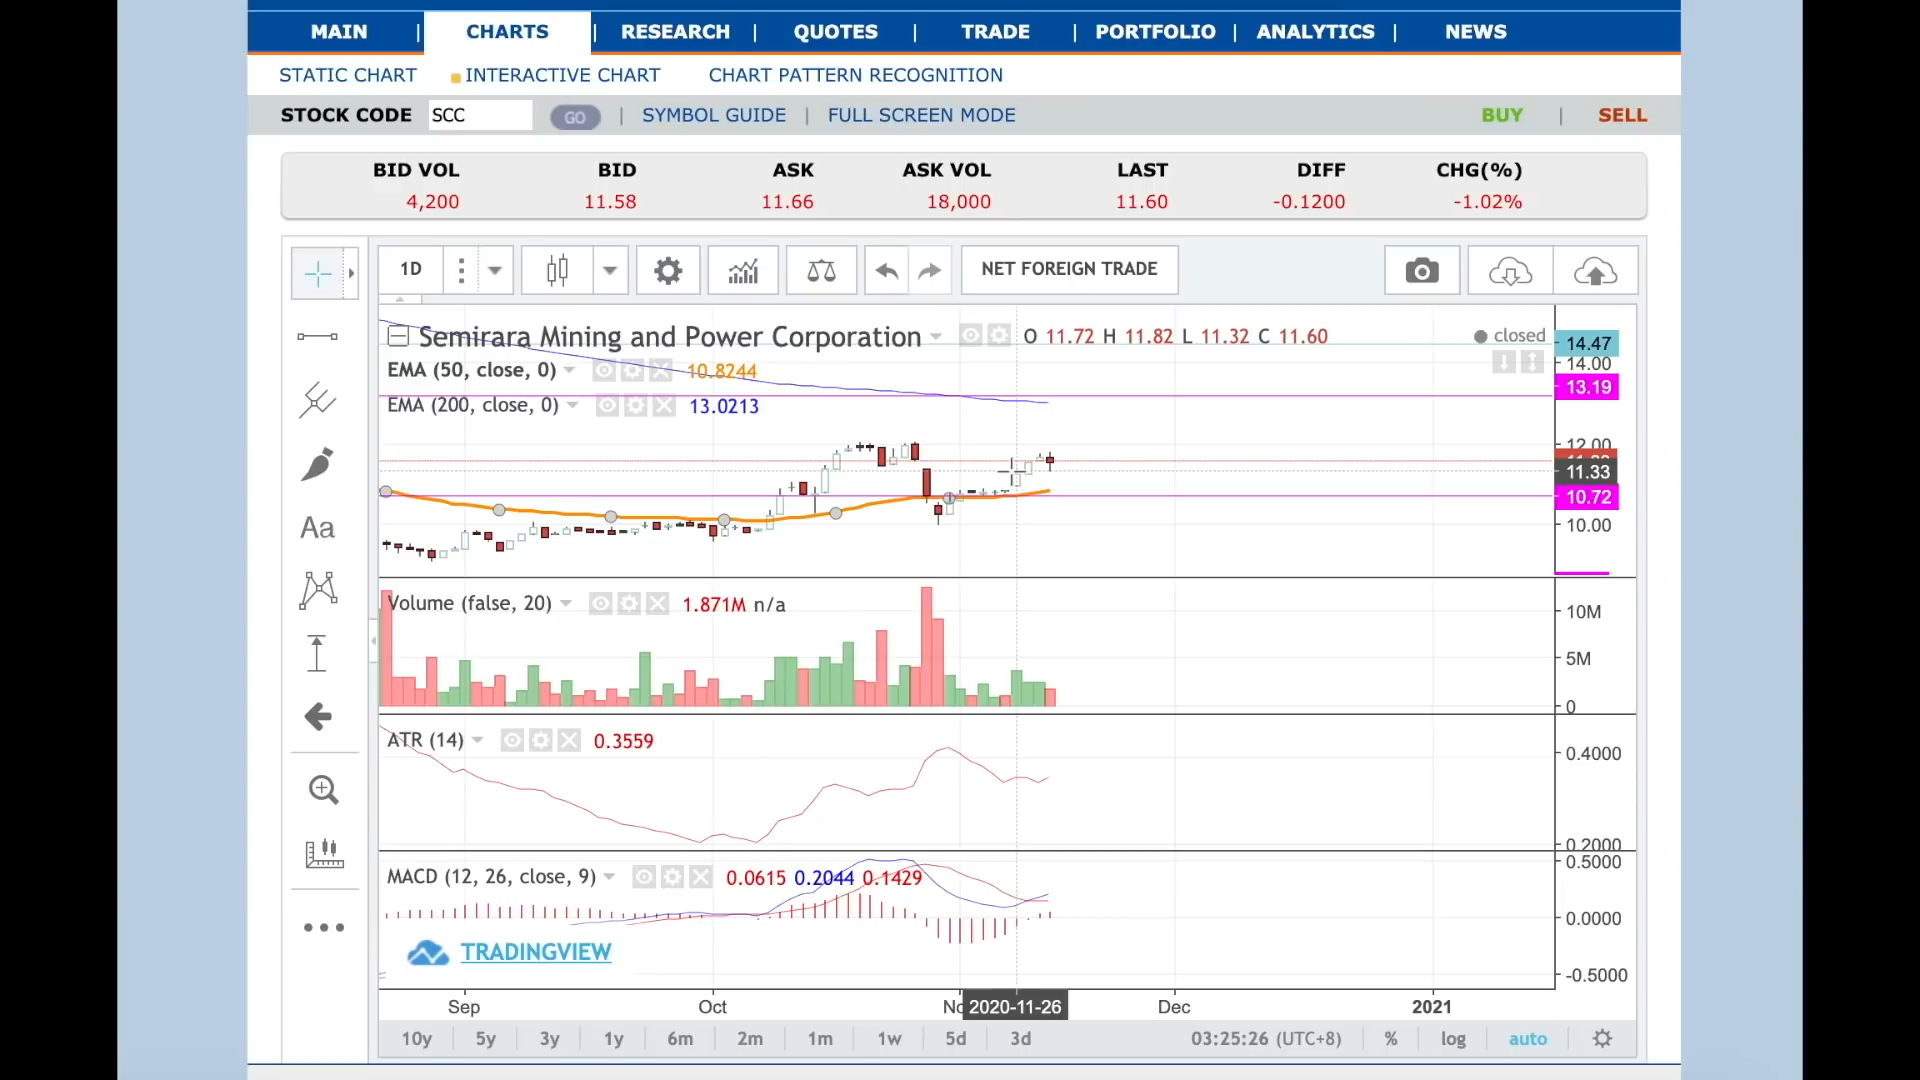 MAIN | CHARTS | RESEARCH | QUOTES | TRADE | PORTFOLIO | ANALYTICS | NEWS
STATIC CHART INTERACTIVE CHART CHART PATTERN RECOGNITION
STOCK CODE SCC GO | SYMBOL GUIDE | FULL SCREEN MODE BUY | SELL
BID VOL BID ASK ASK VOL LAST DIFF CHG(%)
4,200 11.58 11.66 18,000 11.60 -0.1200 -1.02%
1D NET FOREIGN TRADE
Semirara Mining and Power Corporation O 11.72 H 11.82 L 11.32 C 11.60 closed
14.47
14.00
EMA (50, close, 0) 10.8244
13.19
EMA (200, close, 0) 13.0213
12.00
11.33
10.72
10.00
Aa
Volume (false, 20) 1.871M n/a
10M
5M
0
ATR (14) 0.3559
0.4000
0.2000
0.5000
MACD (12, 26, close, 9) 0.0615 0.2044 0.1429
0.0000
TRADINGVIEW
-0.5000
Sep Oct 2020-11-26 Dec 2021
10y 5y 3y 1y 6m 2m 1m 1w 5d 3d 03:25:26 (UTC+8) % log auto